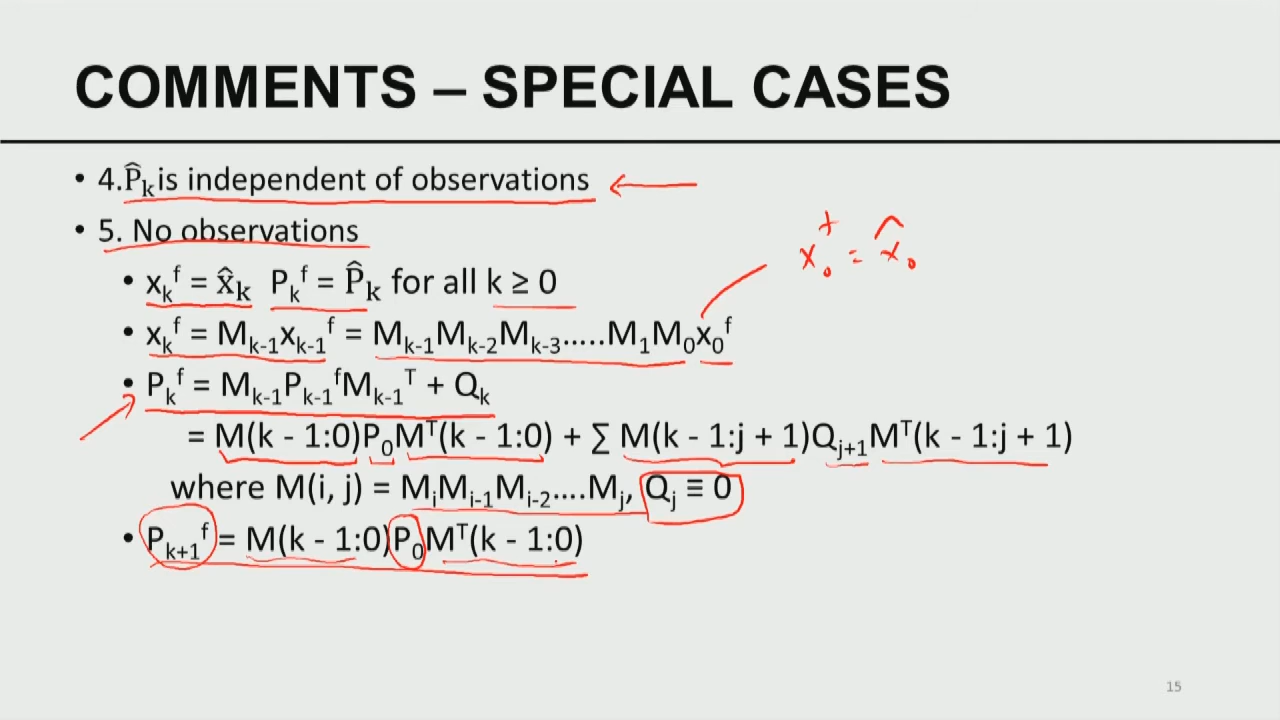 COMMENTS – SPECIAL CASES
• 4. P̂ₖ is independent of observations
• 5. No observations
x₀ᶠ = x̂₀
• xₖᶠ = x̂ₖ Pₖᶠ = P̂ₖ for all k ≥ 0
• xₖᶠ = Mₖ₋₁xₖ₋₁ᶠ = Mₖ₋₁Mₖ₋₂Mₖ₋₃.....M₁M₀x₀ᶠ
• Pₖᶠ = Mₖ₋₁Pₖ₋₁ᶠMₖ₋₁ᵀ + Qₖ
= M(k - 1:0)P₀Mᵀ(k - 1:0) + ∑ M(k - 1:j + 1)Qⱼ₊₁Mᵀ(k - 1:j + 1)
where M(i, j) = MᵢMᵢ₋₁Mᵢ₋₂....Mⱼ, Qⱼ ≡ 0
• Pₖ₊₁ᶠ = M(k - 1:0)P₀Mᵀ(k - 1:0)
15